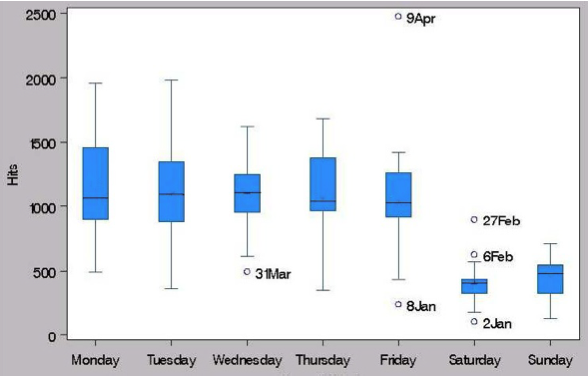 2500
9Apr
2000
1500
Hits
1000
27Feb
6Feb
500
31Mar
8Jan
2Jan
0
Monday Tuesday Wednesday Thursday Friday Saturday Sunday